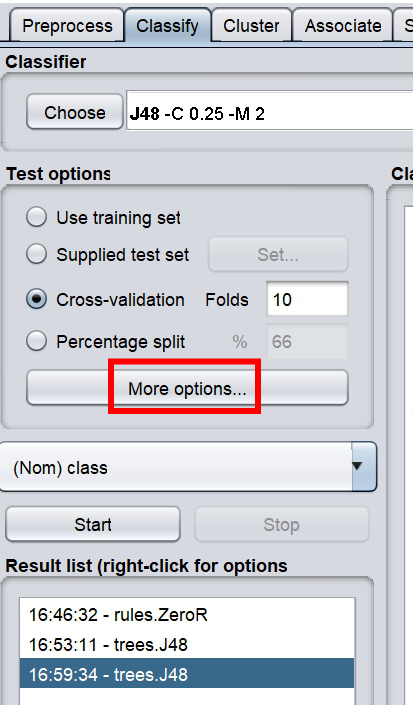 Preprocess Classify Cluster Associate S
Classifier
Choose J48 -C 0.25 -M 2
Test options Cla
Use training set
Supplied test set Set...
Cross-validation Folds 10
Percentage split % 66
More options...
(Nom) class
Start Stop
Result list (right-click for options
16:46:32 - rules.ZeroR
16:53:11 - trees.J48
16:59:34 - trees.J48